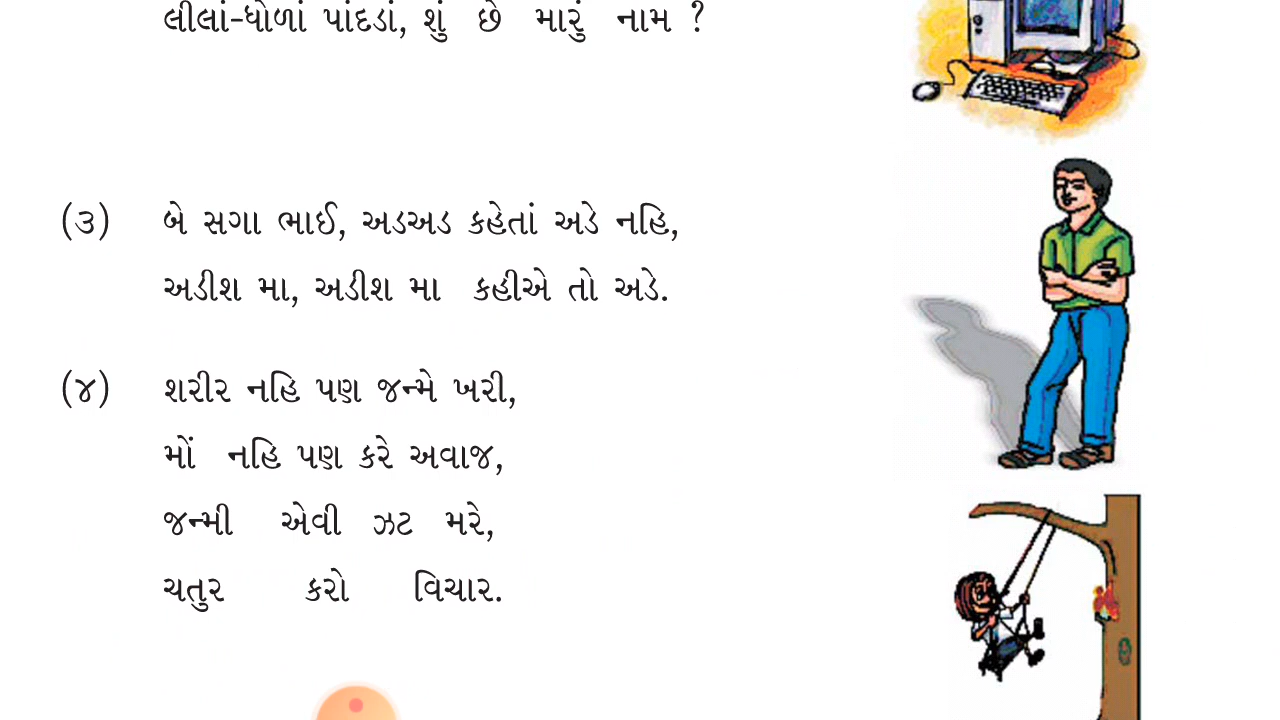 લીલાં-ધોળાં પાંદડાં, શું છે મારું નામ ?
(૩) બે સગા ભાઈ, અડઅડ કહેતાં અડે નહિ,
અડીશ મા, અડીશ મા કહીએ તો અડે.
(૪) શરીર નહિ પણ જન્મે ખરી,
મોં નહિ પણ કરે અવાજ,
જન્મી એવી ઝટ મરે,
ચતુર કરો વિચાર.